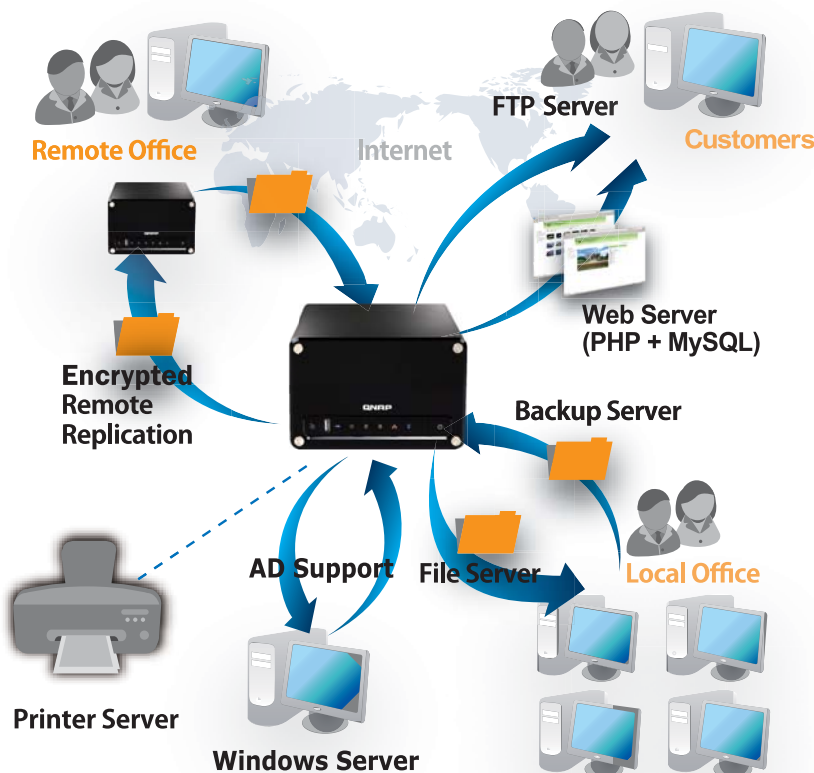 FTP Server
Customers
Remote Office
Internet
Web Server
(PHP + MySQL)
Encrypted
Remote
Replication
QNAP
Backup Server
AD Support
File Server
Local Office
Printer Server
Windows Server